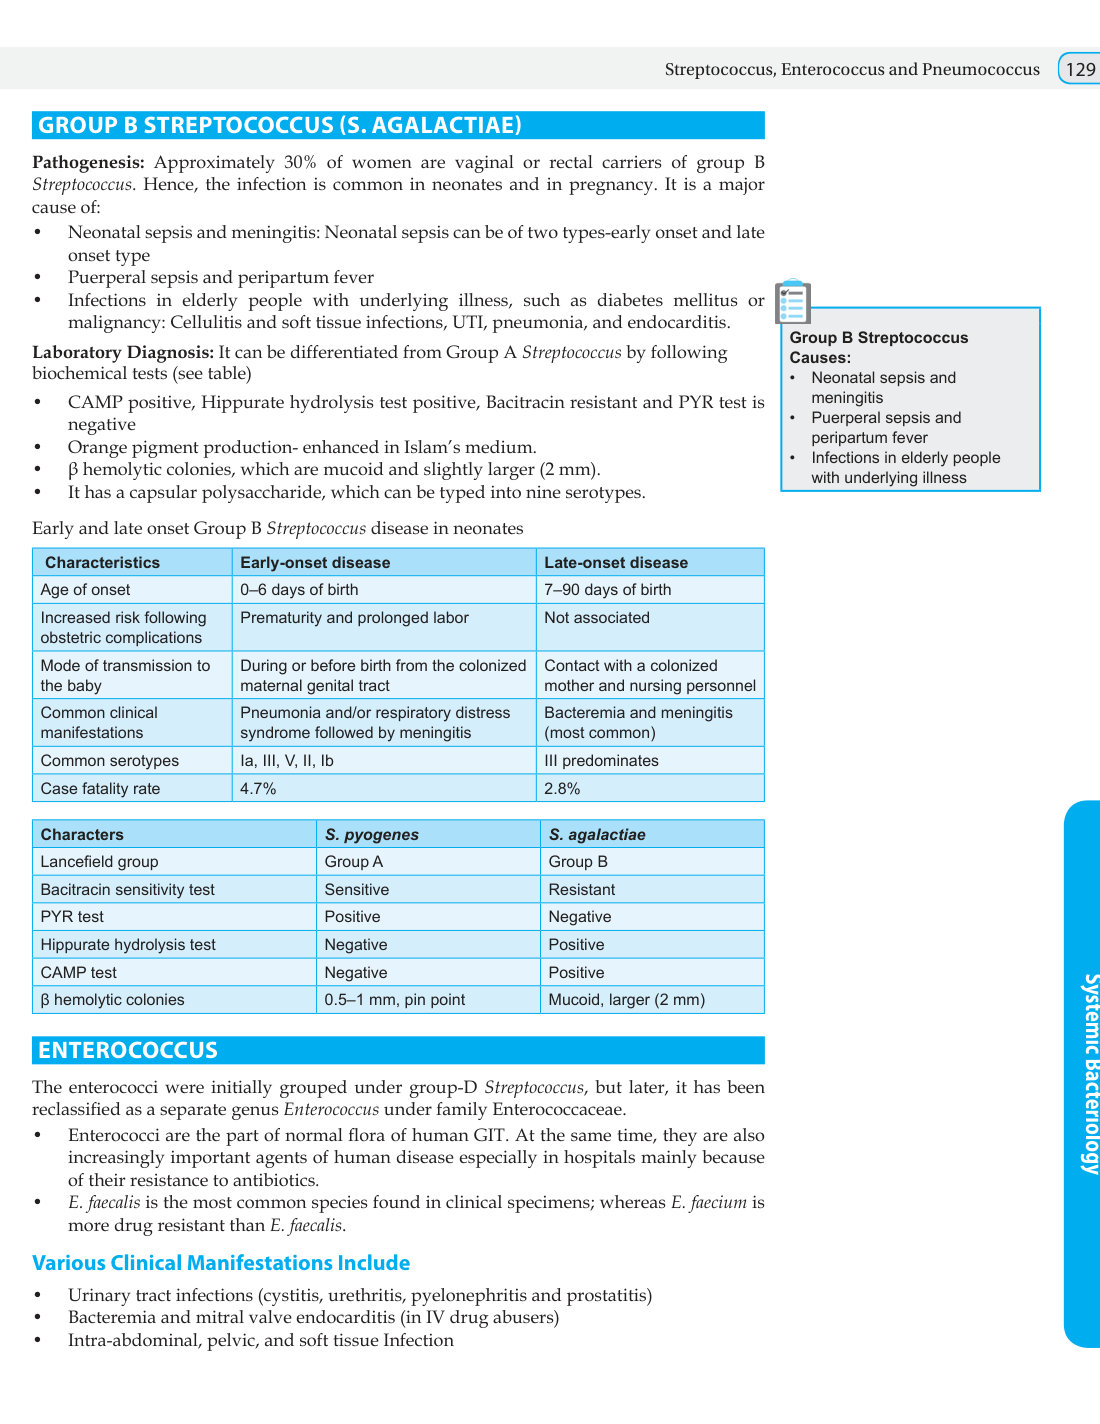 Streptococcus, Enterococcus and Pneumococcus 129
GROUP B STREPTOCOCCUS (S. AGALACTIAE)
Pathogenesis: Approximately 30% of women are vaginal or rectal carriers of group B
Streptococcus. Hence, the infection is common in neonates and in pregnancy. It is a major
cause of:
• Neonatal sepsis and meningitis: Neonatal sepsis can be of two types-early onset and late
onset type
• Puerperal sepsis and peripartum fever
• Infections in elderly people with underlying illness, such as diabetes mellitus or
malignancy: Cellulitis and soft tissue infections, UTI, pneumonia, and endocarditis.
Laboratory Diagnosis: It can be differentiated from Group A Streptococcus by following
biochemical tests (see table)
• CAMP positive, Hippurate hydrolysis test positive, Bacitracin resistant and PYR test is
negative
• Orange pigment production- enhanced in Islam’s medium.
• β hemolytic colonies, which are mucoid and slightly larger (2 mm).
• It has a capsular polysaccharide, which can be typed into nine serotypes.
Group B Streptococcus
Causes:
• Neonatal sepsis and
meningitis
• Puerperal sepsis and
peripartum fever
• Infections in elderly people
with underlying illness
Early and late onset Group B Streptococcus disease in neonates
Characteristics Early-onset disease Late-onset disease
Age of onset 0–6 days of birth 7–90 days of birth
Increased risk following Prematurity and prolonged labor Not associated
obstetric complications
Mode of transmission to During or before birth from the colonized Contact with a colonized
the baby maternal genital tract mother and nursing personnel
Common clinical Pneumonia and/or respiratory distress Bacteremia and meningitis
manifestations syndrome followed by meningitis (most common)
Common serotypes Ia, III, V, II, Ib III predominates
Case fatality rate 4.7% 2.8%
Characters S. pyogenes S. agalactiae
Lancefield group Group A Group B
Bacitracin sensitivity test Sensitive Resistant
PYR test Positive Negative
Hippurate hydrolysis test Negative Positive
CAMP test Negative Positive
β hemolytic colonies 0.5–1 mm, pin point Mucoid, larger (2 mm)
ENTEROCOCCUS
The enterococci were initially grouped under group-D Streptococcus, but later, it has been
reclassified as a separate genus Enterococcus under family Enterococcaceae.
• Enterococci are the part of normal flora of human GIT. At the same time, they are also
increasingly important agents of human disease especially in hospitals mainly because
of their resistance to antibiotics.
• E. faecalis is the most common species found in clinical specimens; whereas E. faecium is
more drug resistant than E. faecalis.
Various Clinical Manifestations Include
• Urinary tract infections (cystitis, urethritis, pyelonephritis and prostatitis)
• Bacteremia and mitral valve endocarditis (in IV drug abusers)
• Intra-abdominal, pelvic, and soft tissue Infection
Systemic Bacteriology